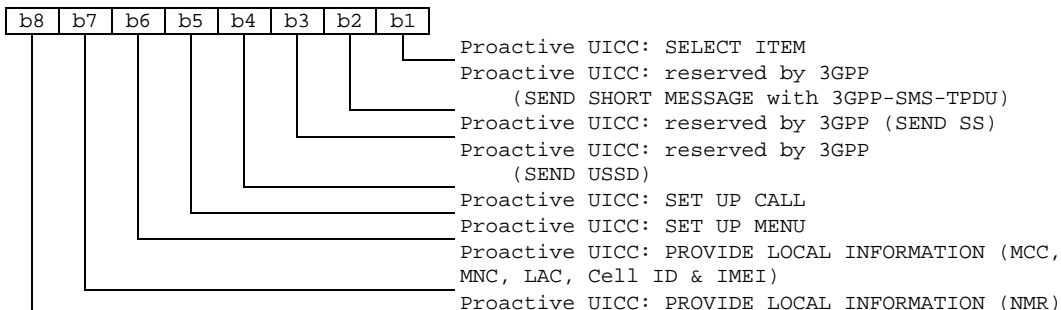 b8 b7 b6 b5 b4 b3 b2 b1
Proactive UICC: SELECT ITEM
Proactive UICC: reserved by 3GPP
(SEND SHORT MESSAGE with 3GPP-SMS-TPDU)
Proactive UICC: reserved by 3GPP (SEND SS)
Proactive UICC: reserved by 3GPP
(SEND USSD)
Proactive UICC: SET UP CALL
Proactive UICC: SET UP MENU
Proactive UICC: PROVIDE LOCAL INFORMATION (MCC,
MNC, LAC, Cell ID & IMEI)
Proactive UICC: PROVIDE LOCAL INFORMATION (NMR)